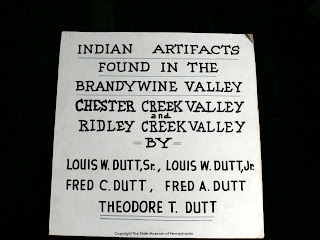 INDIAN ARTIFACTS
FOUND IN THE
BRANDYWINE VALLEY
CHESTER CREEK VALLEY
and
RIDLEY CREEK VALLEY
BY
LOUIS W. DUTT, Sr., LOUIS W. DUTT, Jr.
FRED C. DUTT, FRED A. DUTT
THEODORE T. DUTT
Copyright The State Museum of Pennsylvania